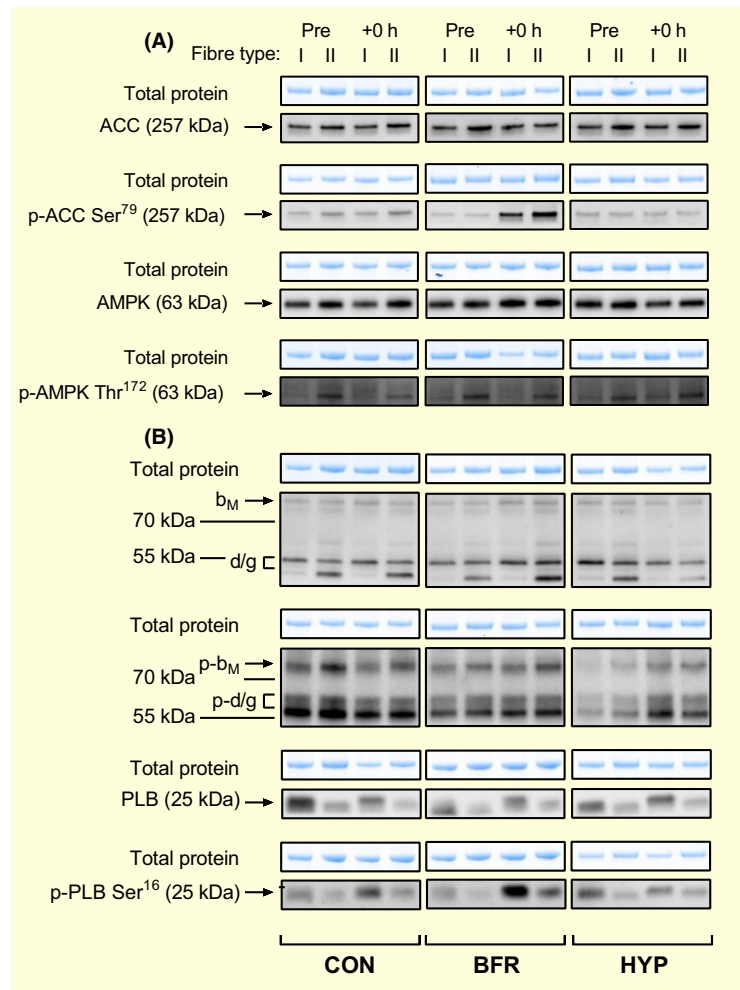 (A)
Pre +0 h Pre +0 h Pre +0 h
Fibre type: I II I II I II I II I II I II
Total protein
ACC (257 kDa)
Total protein
p-ACC Ser79 (257 kDa)
Total protein
AMPK (63 kDa)
Total protein
p-AMPK Thr172 (63 kDa)
(B)
Total protein
bM
70 kDa
55 kDa d/g
Total protein
p-bM
70 kDa
p-d/g
55 kDa
Total protein
PLB (25 kDa)
Total protein
p-PLB Ser16 (25 kDa)
CON BFR HYP